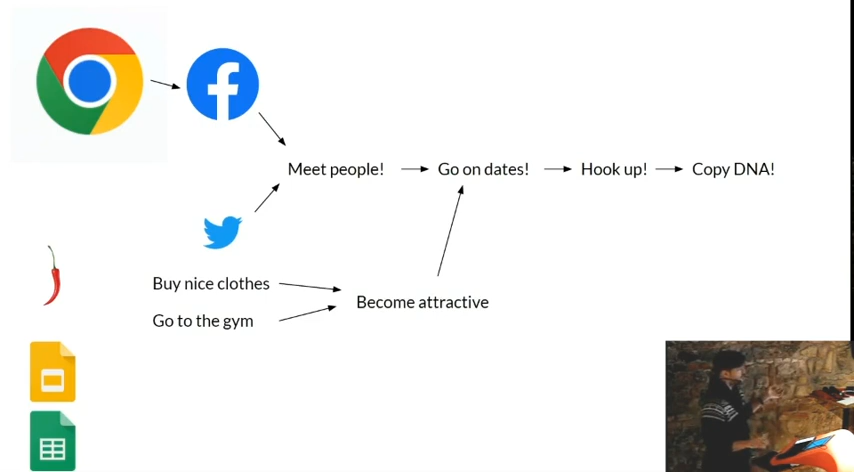 Meet people!
Go on dates!
Hook up!
Copy DNA!
Buy nice clothes
Become attractive
Go to the gym